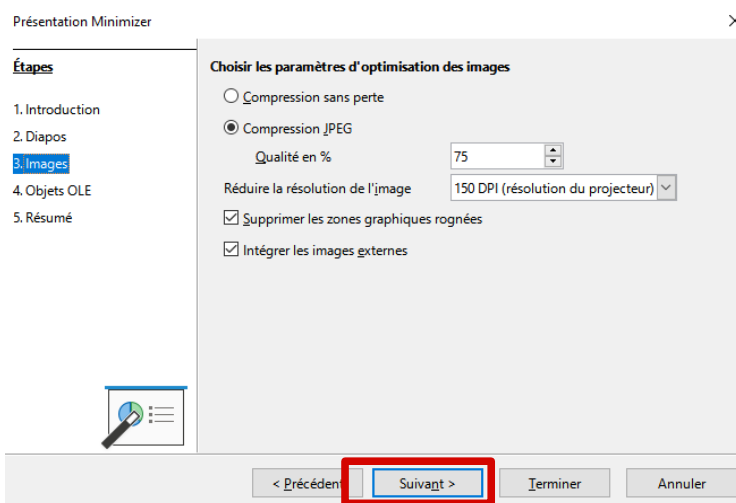 Présentation Minimizer
Étapes
1. Introduction
2. Diapos
3. Images
4. Objets OLE
5. Résumé
Choisir les paramètres d'optimisation des images
Compression sans perte
Compression JPEG
Qualité en % 75
Réduire la résolution de l'image 150 DPI (résolution du projecteur)
Supprimer les zones graphiques rognées
Intégrer les images externes
< Précédent Suivant > Terminer Annuler